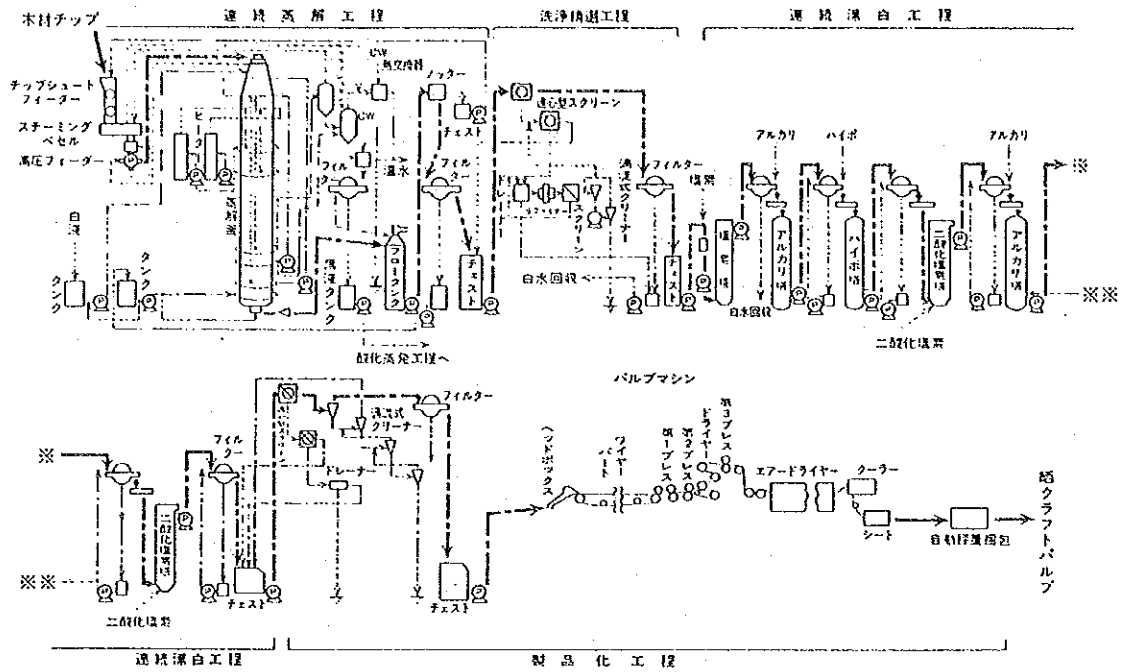 連続蒸解工程
洗浄精選工程
連続漂白工程
木材チップ
チップシュート
フィーダー
スチーミング
ベセル
高圧フィーダー
白液
タンク
タンク
蒸解釜
CW
熱交換器
CW
ノッター
チェスト
温水
フィルター
フィルター
フロータンク
チェスト
酸化蒸発工程へ
遠心型スクリーン
スクリーン
渦流式クリーナー
フィルター
塩素
白水回収
チェスト
塩素塔
アルカリ
ハイポ
アルカリ
※
アルカリ塔
ハイポ塔
二酸化塩素塔
アルカリ塔
白水回収
二酸化塩素
※※
※
フィルター
二酸化塩素塔
※※
二酸化塩素
チェスト
渦流式
クリーナー
ドレーナー
フィルター
チェスト
パルプマシン
ヘッドボックス
ワイヤーパート
第1プレス
第2プレス
ドライヤー
第3プレス
エアードライヤー
クーラー
シート
晒クラフトパルプ
連続漂白工程
製品化工程